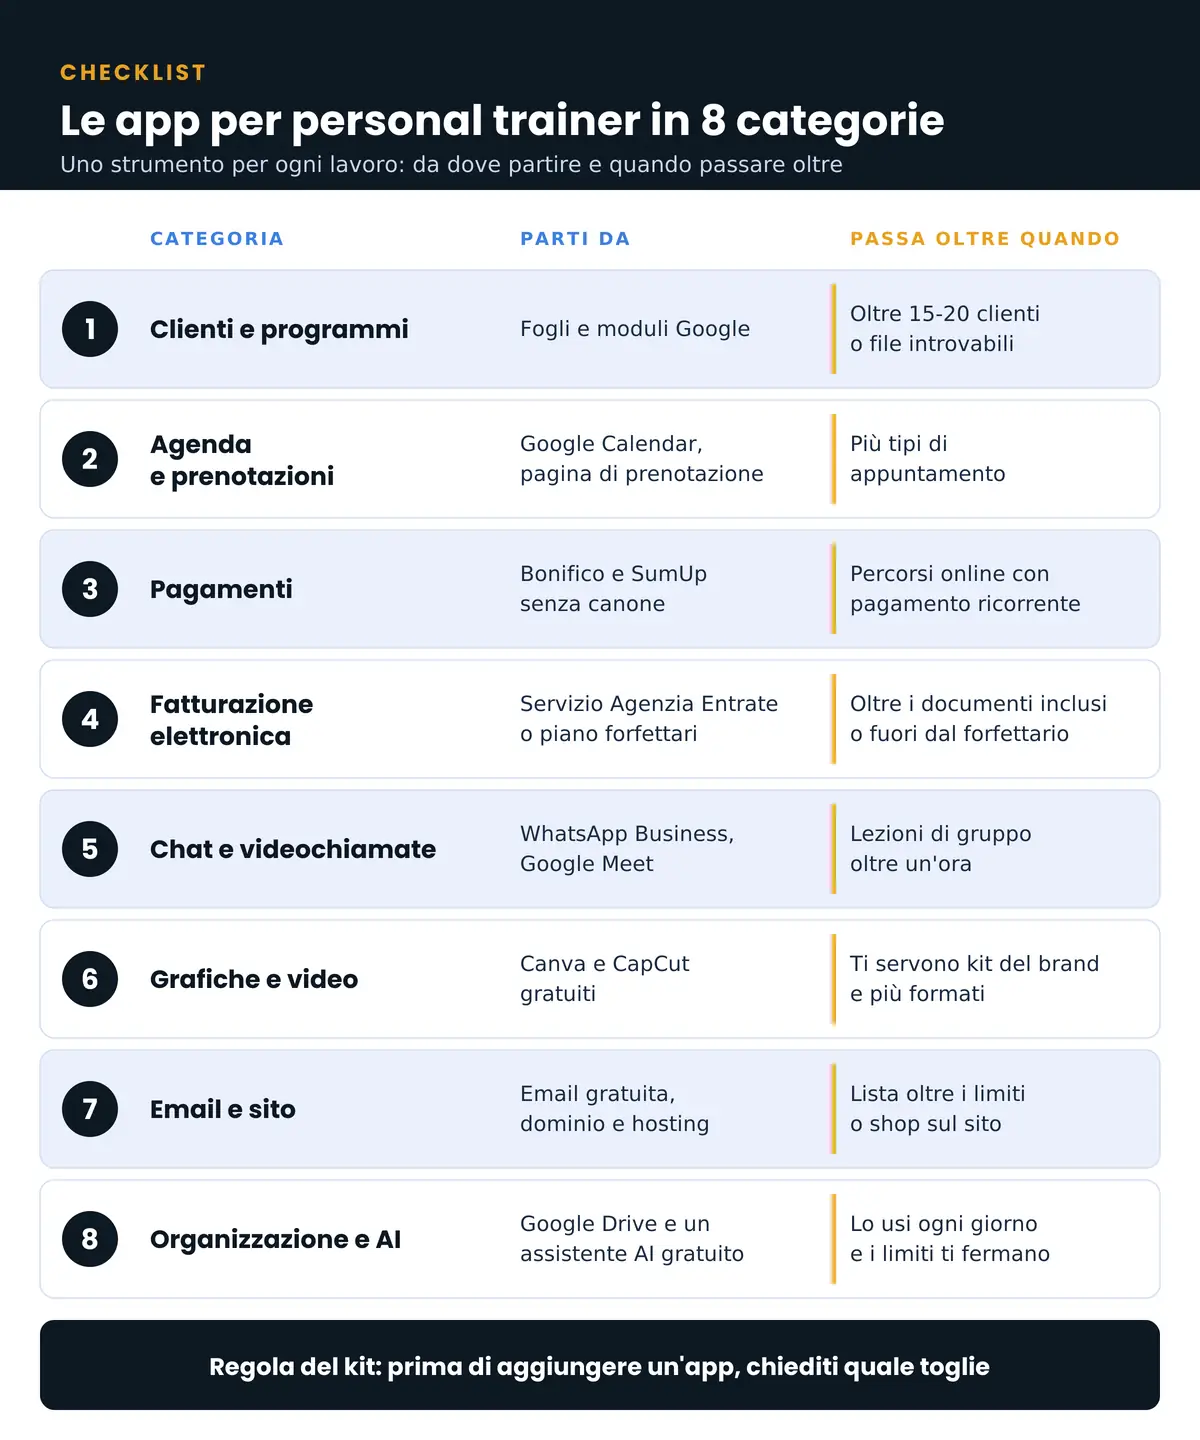 CHECKLIST
Le app per personal trainer in 8 categorie
Uno strumento per ogni lavoro: da dove partire e quando passare oltre
CATEGORIA
PARTI DA
PASSA OLTRE QUANDO
1
Clienti e programmi
Fogli e moduli Google
Oltre 15-20 clienti
o file introvabili
2
Agenda
e prenotazioni
Google Calendar,
pagina di prenotazione
Più tipi di
appuntamento
3
Pagamenti
Bonifico e SumUp
senza canone
Percorsi online con
pagamento ricorrente
4
Fatturazione
elettronica
Servizio Agenzia Entrate
o piano forfettari
Oltre i documenti inclusi
o fuori dal forfettario
5
Chat e videochiamate
WhatsApp Business,
Google Meet
Lezioni di gruppo
oltre un'ora
6
Grafiche e video
Canva e CapCut
gratuiti
Ti servono kit del brand
e più formati
7
Email e sito
Email gratuita,
dominio e hosting
Lista oltre i limiti
o shop sul sito
8
Organizzazione e AI
Google Drive e un
assistente AI gratuito
Lo usi ogni giorno
e i limiti ti fermano
Regola del kit: prima di aggiungere un'app, chiediti quale toglie